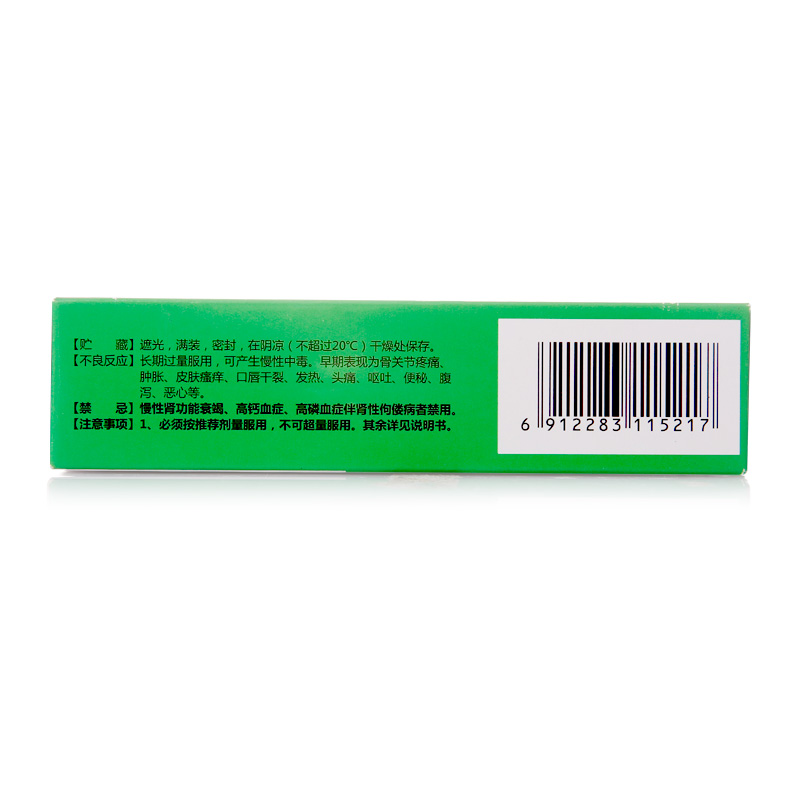 【贮　　藏】遮光，满装，密封，在阴凉（不超过20℃）干燥处保存。
【不良反应】长期过量服用，可产生慢性中毒。早期表现为骨关节疼痛、
肿胀、皮肤瘙痒、口唇干裂、发热、头痛、呕吐、便秘、腹
泻、恶心等。
【禁　　忌】慢性肾功能衰竭、高钙血症、高磷血症伴肾性佝偻病者禁用。
【注意事项】1、必须按推荐剂量服用，不可超量服用。其余详见说明书。
6 912283 115217